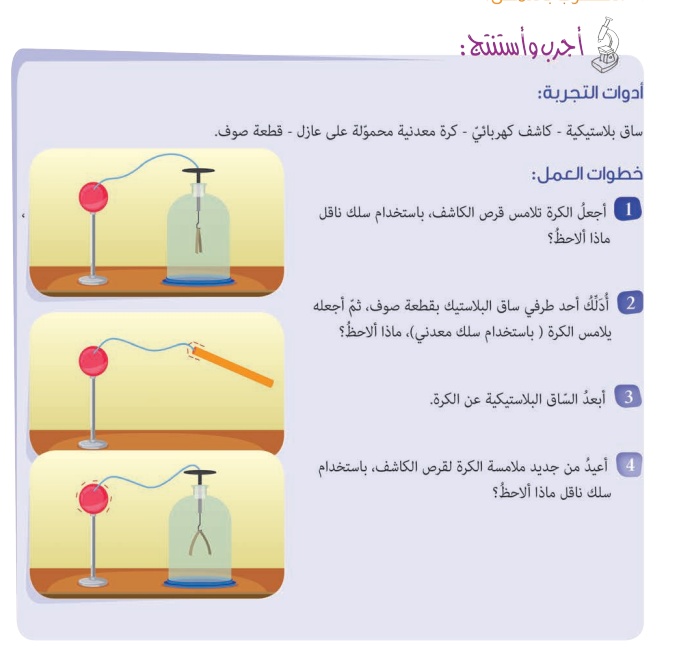 أجرب وأستنتج:
أدوات التجربة:
ساق بلاستيكية - كاشف كهربائيّ - كرة معدنية محمولة على عازل - قطعة صوف.
خطوات العمل:
1 أجعلُ الكرة تلامس قرص الكاشف، باستخدام سلك ناقل ،
ماذا ألاحظُ؟
2 أُدَلِّكُ أحد طرفي ساق البلاستيك بقطعة صوف، ثمّ أجعله
يلامس الكرة ( باستخدام سلك معدني)، ماذا ألاحظُ؟
3 أبعدُ السّاق البلاستيكية عن الكرة.
4 أعيدُ من جديد ملامسة الكرة لقرص الكاشف، باستخدام
سلك ناقل ماذا ألاحظُ؟